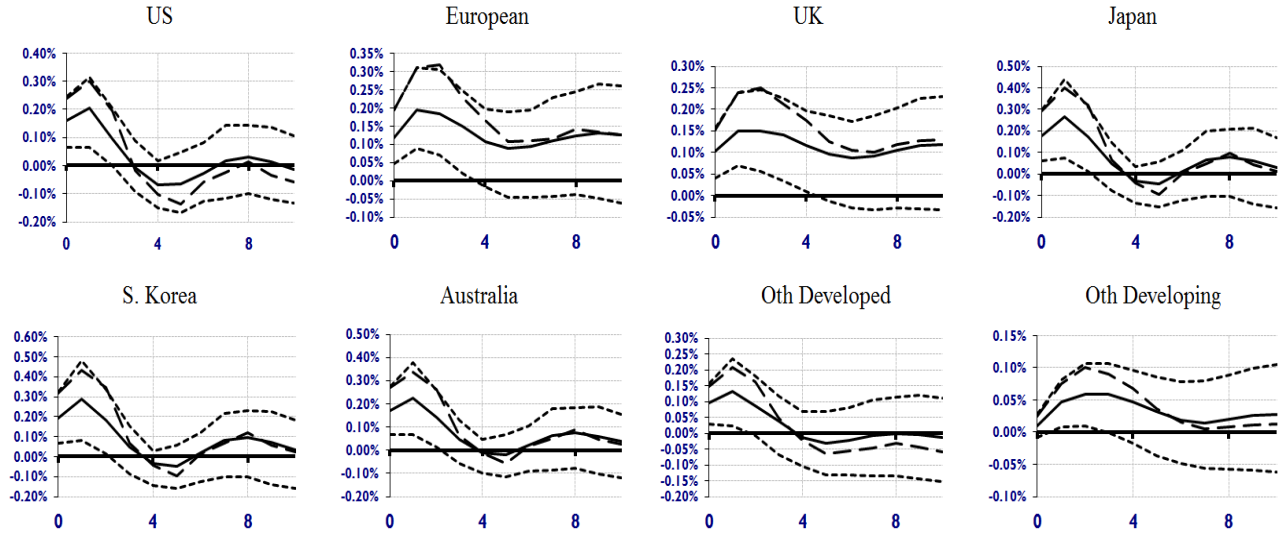 US European UK Japan
0.40% 0.35% 0.30% 0.50%
0.30% 0.30% 0.25% 0.40%
0.20% 0.25% 0.20% 0.30%
0.10% 0.20% 0.15% 0.20%
0.00% 0.15% 0.10% 0.10%
-0.10% 0.10% 0.05% 0.00%
-0.20% 0.05% 0.00% -0.10%
0.00% -0.05% -0.20%
-0.05%
-0.10%
0 4 8 0 4 8 0 4 8 0 4 8
S. Korea Australia Oth Developed Oth Developing
0.60% 0.50% 0.30% 0.15%
0.50% 0.40% 0.25% 0.10%
0.40% 0.30% 0.20% 0.05%
0.30% 0.20% 0.15% 0.00%
0.20% 0.10% 0.10% -0.05%
0.10% 0.00% 0.05% -0.10%
0.00% -0.10% 0.00%
-0.10% -0.20% -0.05%
-0.20% -0.10%
-0.15%
-0.20%
0 4 8 0 4 8 0 4 8 0 4 8